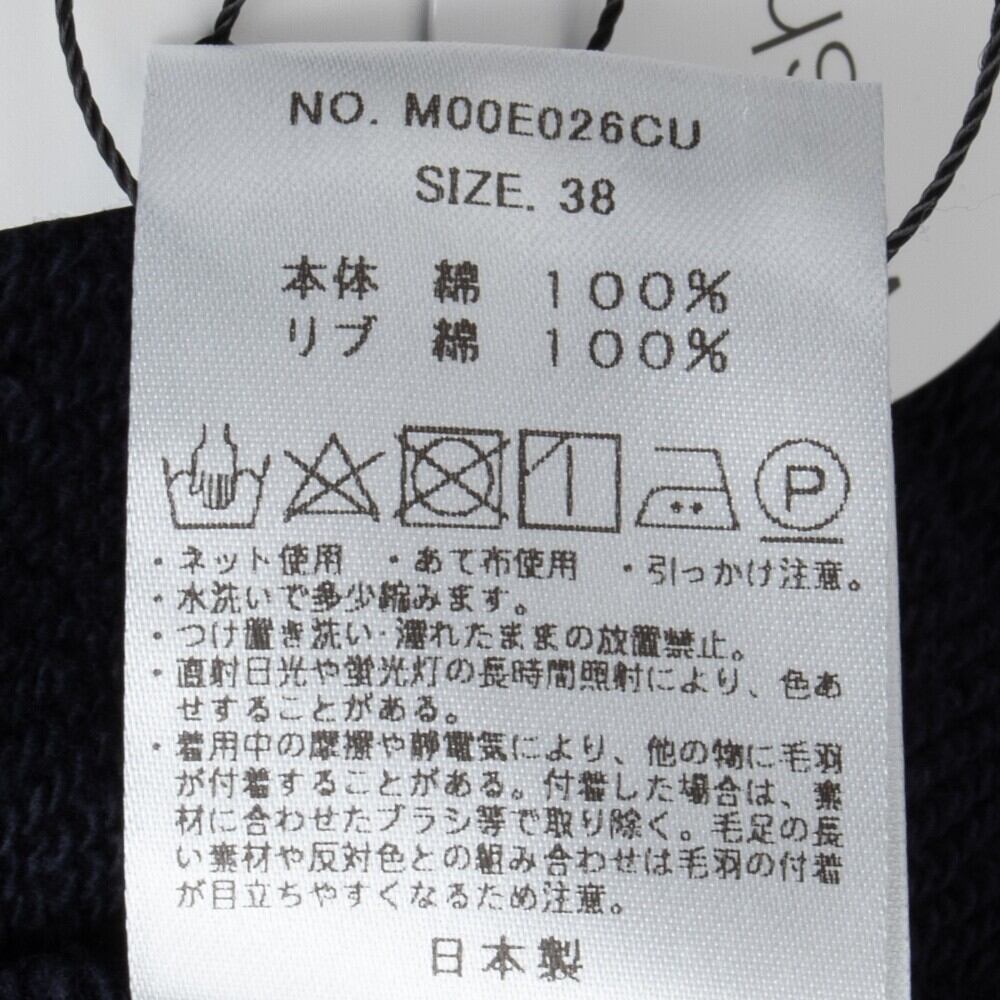 NO. M00E026CU
SIZE. 38
本体 綿 100%
リブ 綿 100%
P
・ネット使用 ・あて布使用 ・引っかけ注意。
・水洗いで多少縮みます。
・つけ置き洗い・濡れたままの放置禁止。
・直射日光や蛍光灯の長時間照射により、色あ
せすることがある。
・着用中の摩擦や静電気により、他の物に毛羽
が付着することがある。付着した場合は、素
材に合わせたブラシ等で取り除く。毛足の長
い素材や反対色との組み合わせは毛羽の付着
が目立ちやすくなるため注意。
日本製